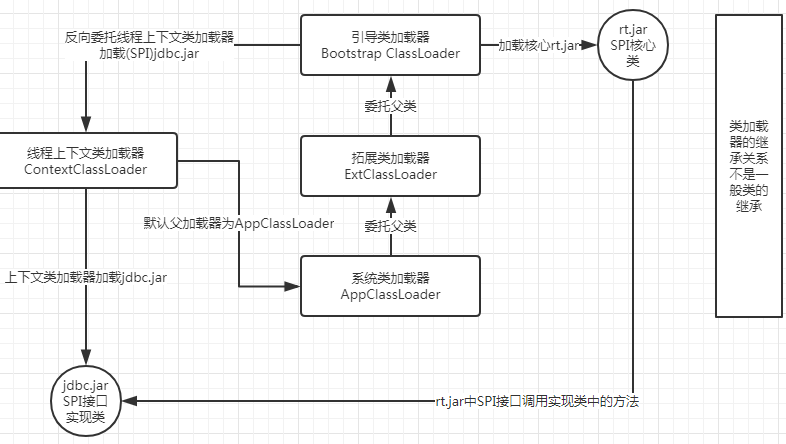 反向委托线程上下文类加载器
加载(SPI)jdbc.jar
引导类加载器
Bootstrap ClassLoader
加载核心rt.jar
rt.jar
SPI核心
类
委托父类
线程上下文类加载器
ContextClassLoader
拓展类加载器
ExtClassLoader
类加载
器的继
承关系
不是一
般类的
继承
默认父加载器为AppClassLoader
委托父类
上下文类加载器加载jdbc.jar
系统类加载器
AppClassLoader
jdbc.jar
SPI接口
实现类
rt.jar中SPI接口调用实现类中的方法